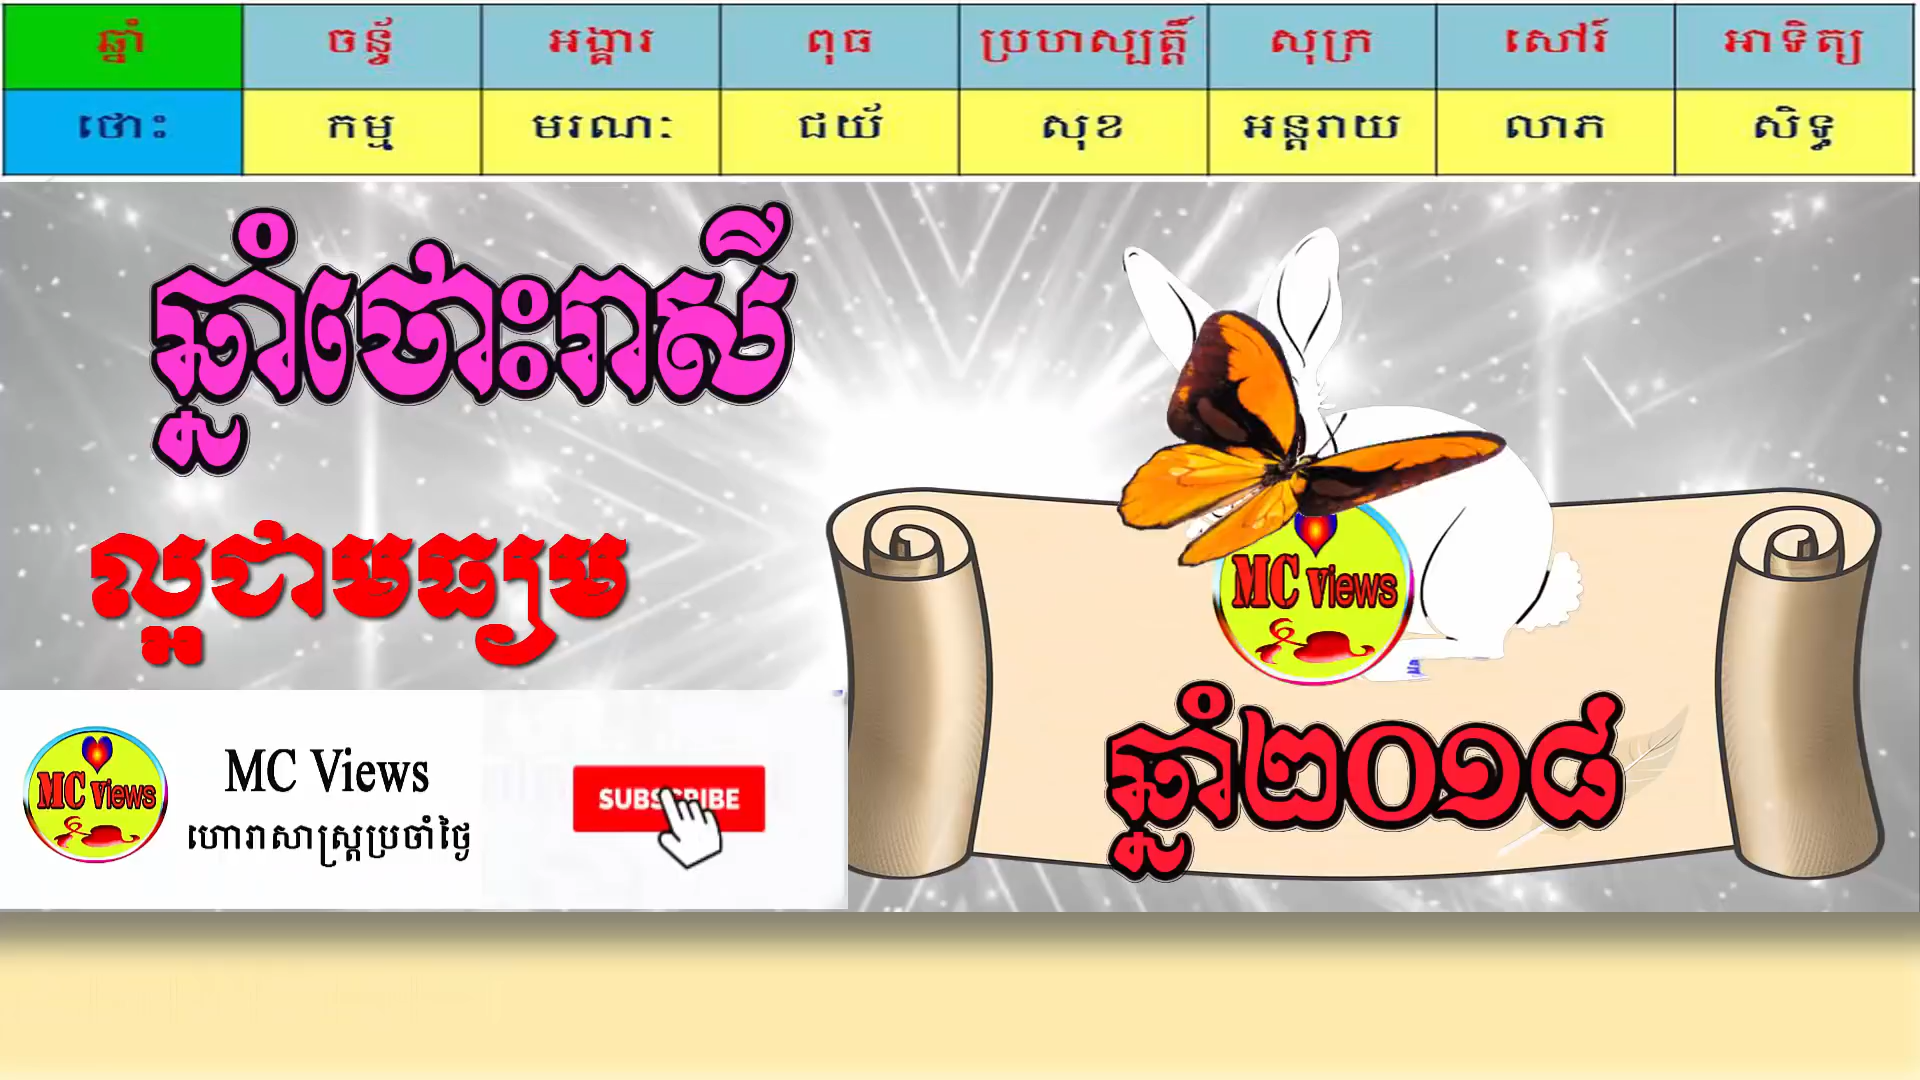 ឆ្នាំ ចន្ទ័ អង្គារ ពុធ ប្រហស្បត្តិ៍ សុក្រ សៅរ៍ អាទិត្យ
ថោះ កម្ម មរណៈ ជយ័ សុខ អន្តរាយ លាភ សិទ្ធ
ឆ្នាំថោះរាសី
ល្អជាមធ្យម
MC Views
MC Views
MC Views
ហោរាសាស្ត្រប្រចាំថ្ងៃ
SUBSCRIBE
ឆ្នាំ២០១៨